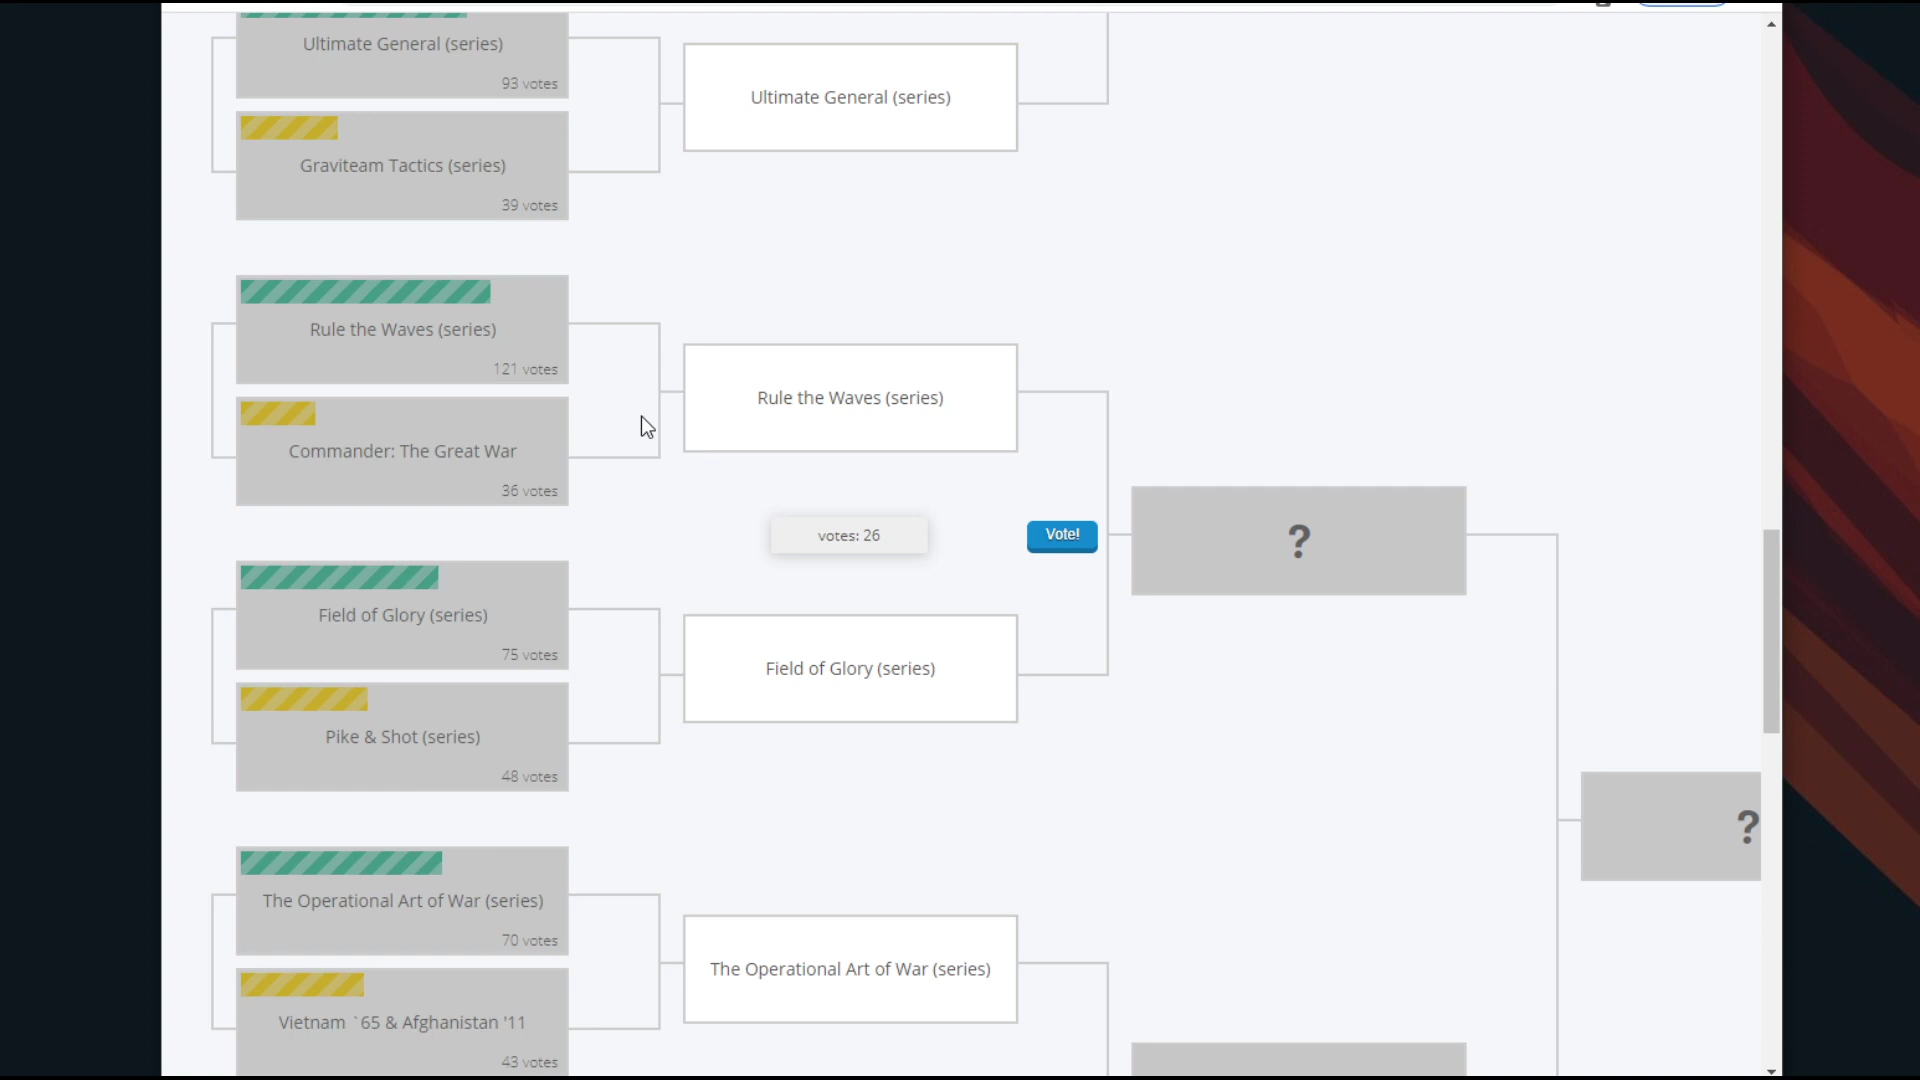 Ultimate General (series)
93 votes
Graviteam Tactics (series)
39 votes
Ultimate General (series)
Rule the Waves (series)
121 votes
Commander: The Great War
36 votes
Rule the Waves (series)
votes: 26
Vote!
?
Field of Glory (series)
75 votes
Pike & Shot (series)
48 votes
Field of Glory (series)
?
The Operational Art of War (series)
70 votes
Vietnam `65 & Afghanistan '11
43 votes
The Operational Art of War (series)